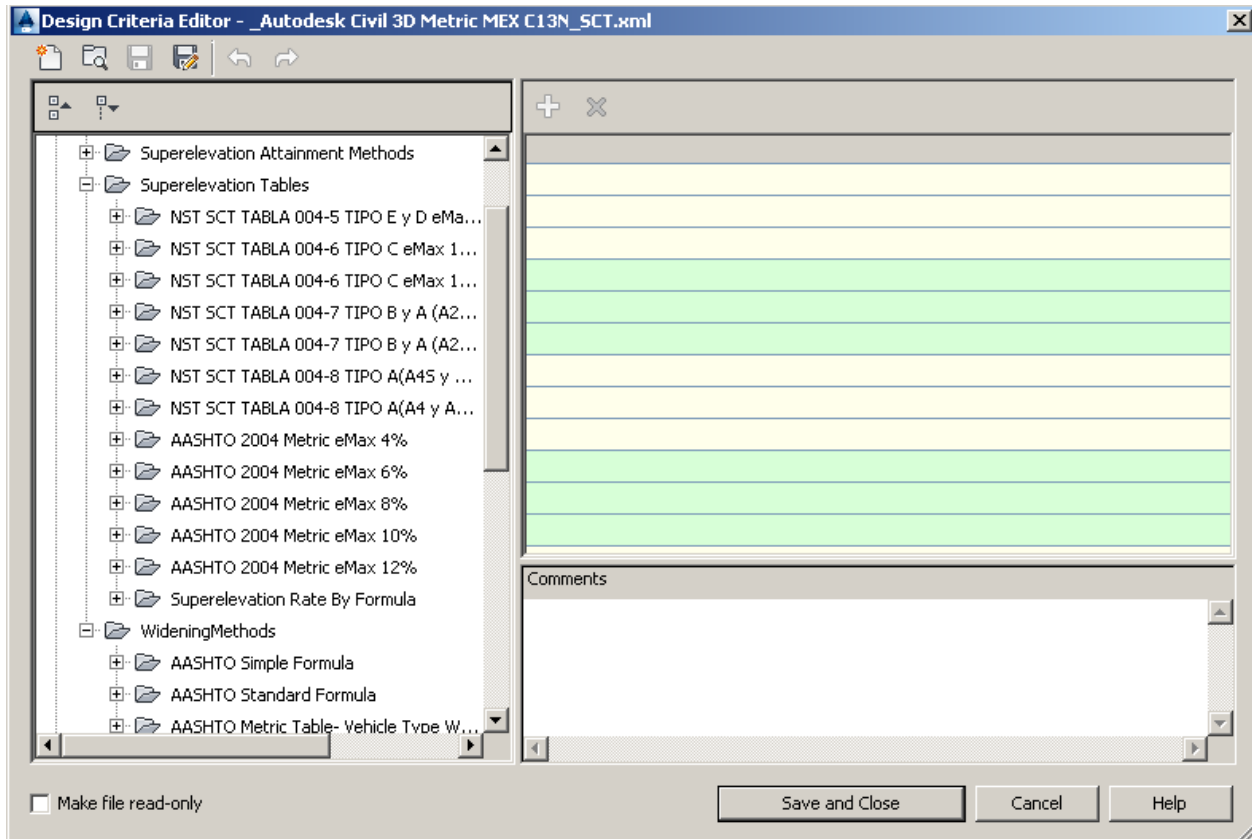 Design Criteria Editor - _Autodesk Civil 3D Metric MEX C13N_SCT.xml
Superelevation Attainment Methods
Superelevation Tables
NST SCT TABLA 004-5 TIPO E y D eMa...
NST SCT TABLA 004-6 TIPO C eMax 1...
NST SCT TABLA 004-6 TIPO C eMax 1...
NST SCT TABLA 004-7 TIPO B y A (A2...
NST SCT TABLA 004-7 TIPO B y A (A2...
NST SCT TABLA 004-8 TIPO A(A4S y ...
NST SCT TABLA 004-8 TIPO A(A4 y A...
AASHTO 2004 Metric eMax 4%
AASHTO 2004 Metric eMax 6%
AASHTO 2004 Metric eMax 8%
AASHTO 2004 Metric eMax 10%
AASHTO 2004 Metric eMax 12%
Superelevation Rate By Formula
WideningMethods
AASHTO Simple Formula
AASHTO Standard Formula
AASHTO Metric Table- Vehicle Type W...
Comments
Make file read-only
Save and Close
Cancel
Help